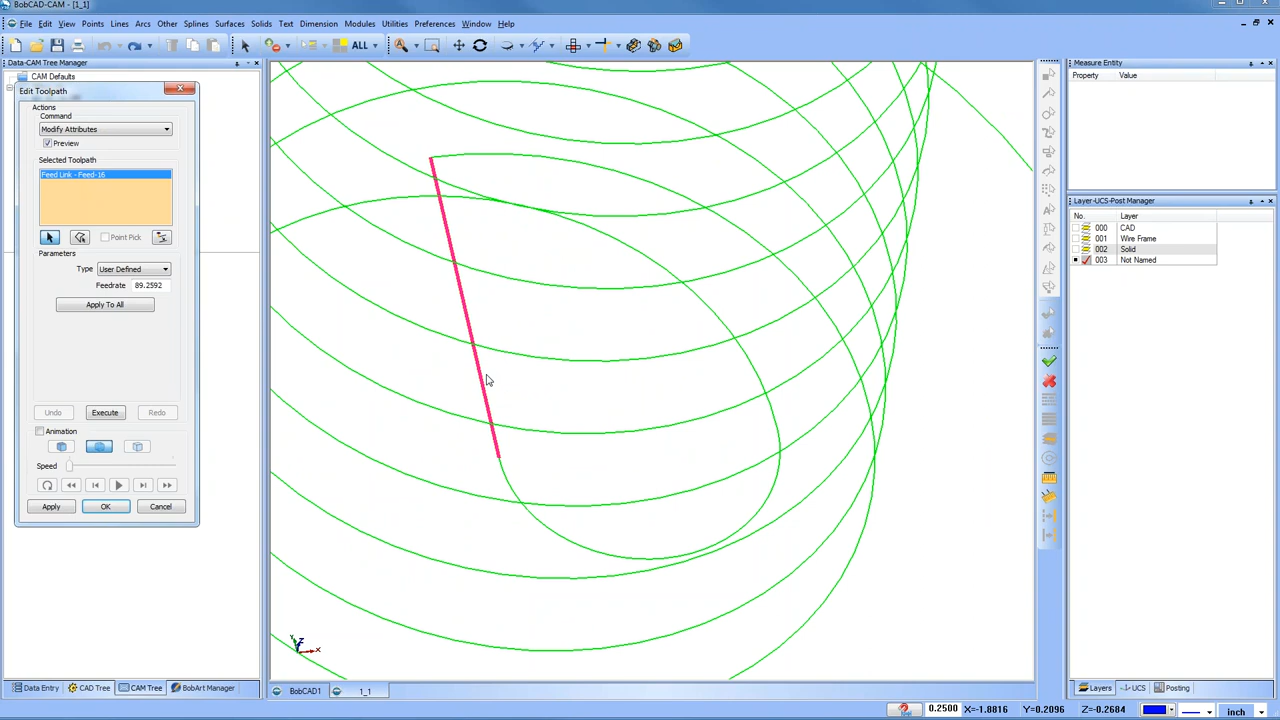 BobCAD-CAM - [1_1]
File Edit View Points Lines Arcs Other Splines Surfaces Solids Text Dimension Modules Utilities Preferences Window Help
ALL
Data-CAM Tree Manager
CAM Defaults
Edit Toolpath
Actions
Command
Modify Attributes
Preview
Selected Toolpath
Feed Link - Feed-16
Point Pick
Parameters
Type User Defined
Feedrate 89.2592
Apply To All
Undo Execute Redo
Animation
Speed
Apply OK Cancel
Measure Entity
Property Value
Layer-UCS-Post Manager
No. Layer
000 CAD
001 Wire Frame
002 Solid
003 Not Named
Y Z X
Data Entry CAD Tree CAM Tree BobArt Manager
BobCAD1 1_1
Layers UCS Posting
0.2500 X=-1.8816 Y=0.2096 Z=-0.2684 inch